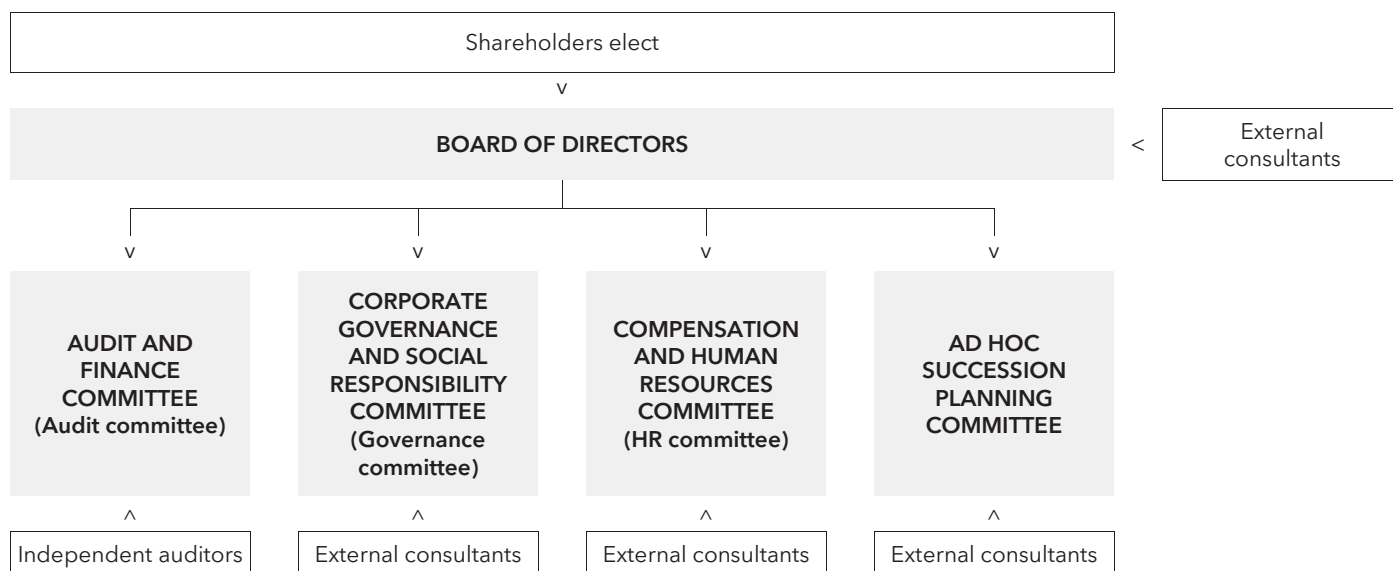 Shareholders elect
v
BOARD OF DIRECTORS
<
External
consultants
v
v
v
v
AUDIT AND
FINANCE
COMMITTEE
(Audit committee)
CORPORATE
GOVERNANCE
AND SOCIAL
RESPONSIBILITY
COMMITTEE
(Governance
committee)
COMPENSATION
AND HUMAN
RESOURCES
COMMITTEE
(HR committee)
AD HOC
SUCCESSION
PLANNING
COMMITTEE
Independent auditors
External consultants
External consultants
External consultants